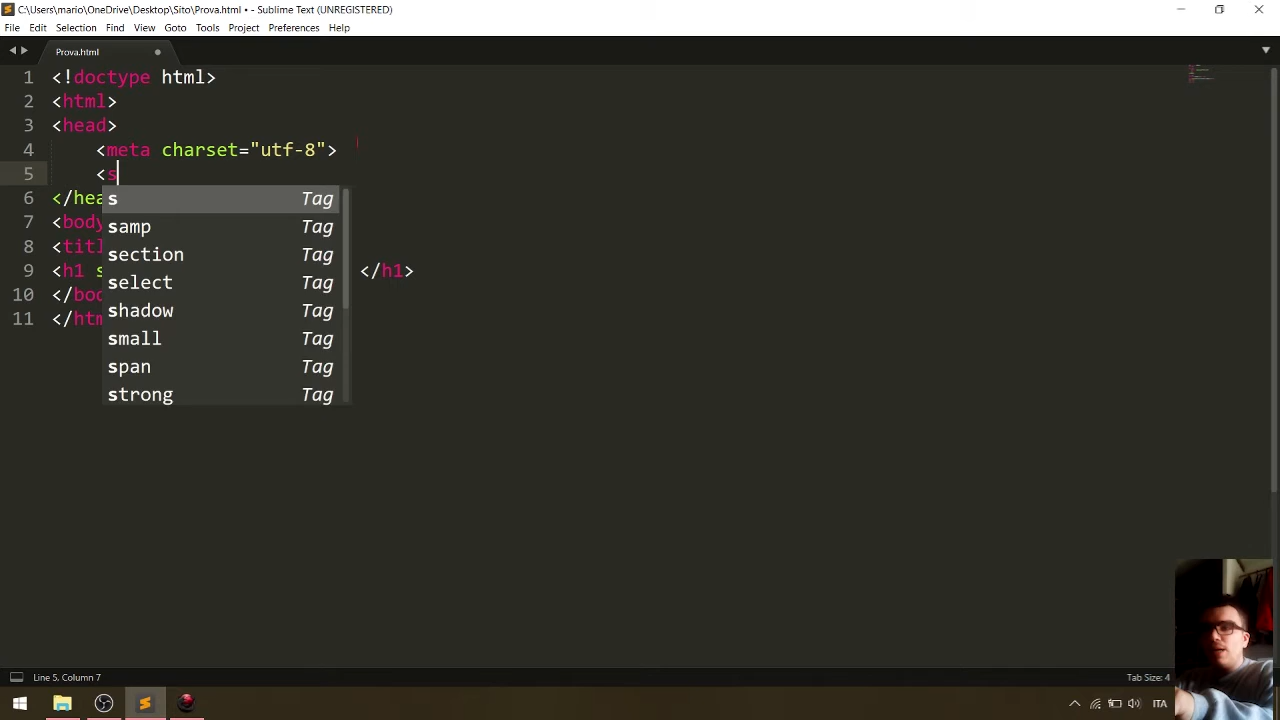 C:\Users\mario\OneDrive\Desktop\Sito\Prova.html • - Sublime Text (UNREGISTERED)
File Edit Selection Find View Goto Tools Project Preferences Help
Prova.html
1 <!doctype html>
2 <html>
3 <head>
4 <meta charset="utf-8">
5 <s
6 </hea
s Tag
7 <body
samp Tag
8 <titl
section Tag
9 <h1 s </h1>
select Tag
10 </bod
shadow Tag
11 </htm
small Tag
span Tag
strong Tag
Line 5, Column 7
Tab Size: 4
ITA